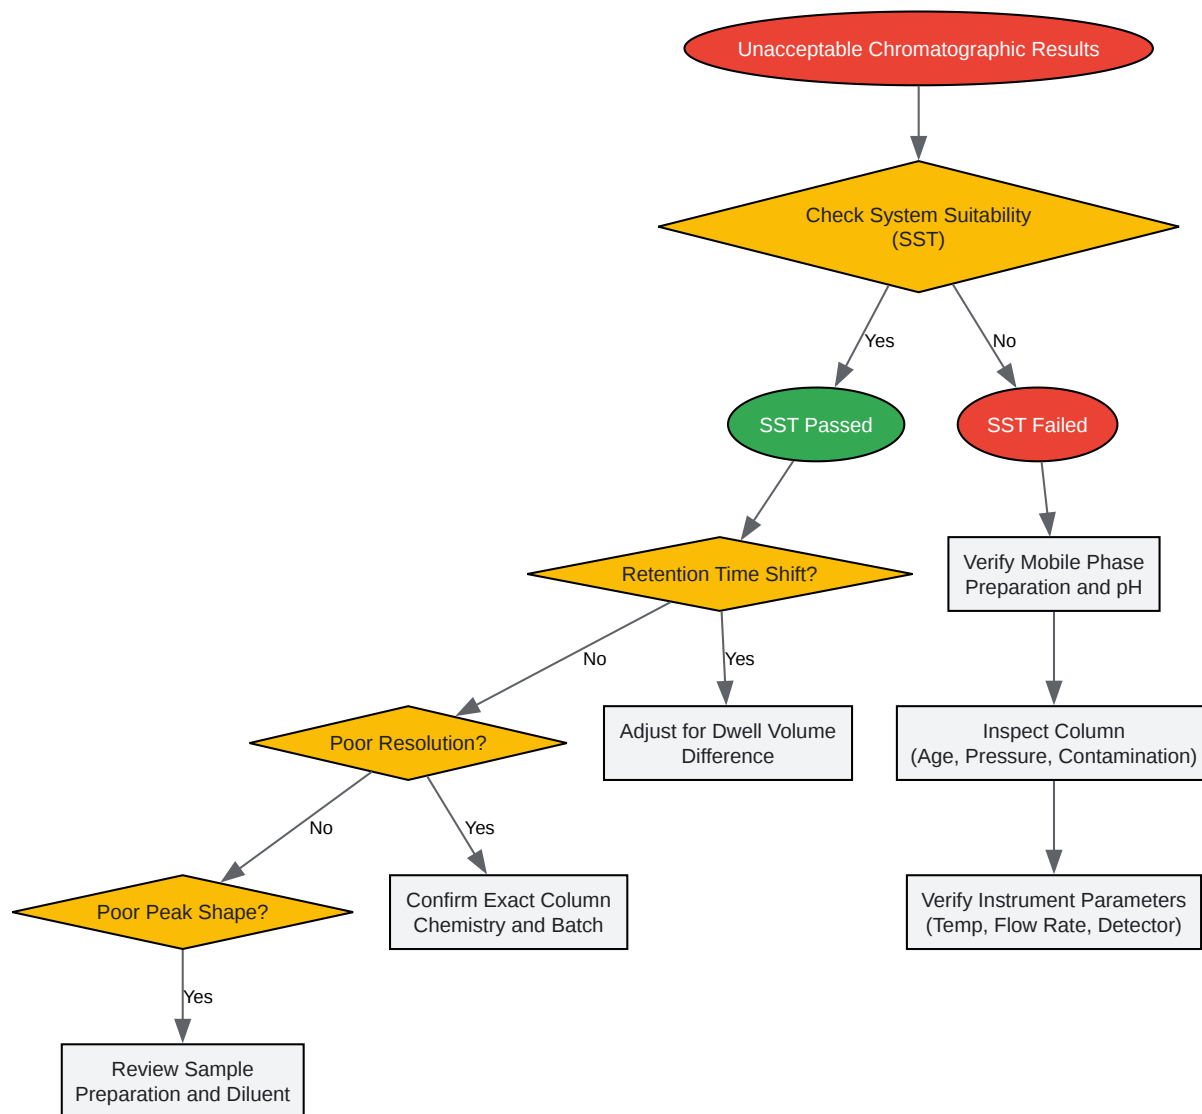 Unacceptable Chromatographic Results
Check System Suitability
(SST)
Yes
No
SST Passed
SST Failed
Retention Time Shift?
Verify Mobile Phase
Preparation and pH
No
Yes
Poor Resolution?
Adjust for Dwell Volume
Difference
Inspect Column
(Age, Pressure, Contamination)
No
Yes
Poor Peak Shape?
Confirm Exact Column
Chemistry and Batch
Verify Instrument Parameters
(Temp, Flow Rate, Detector)
Yes
Review Sample
Preparation and Diluent